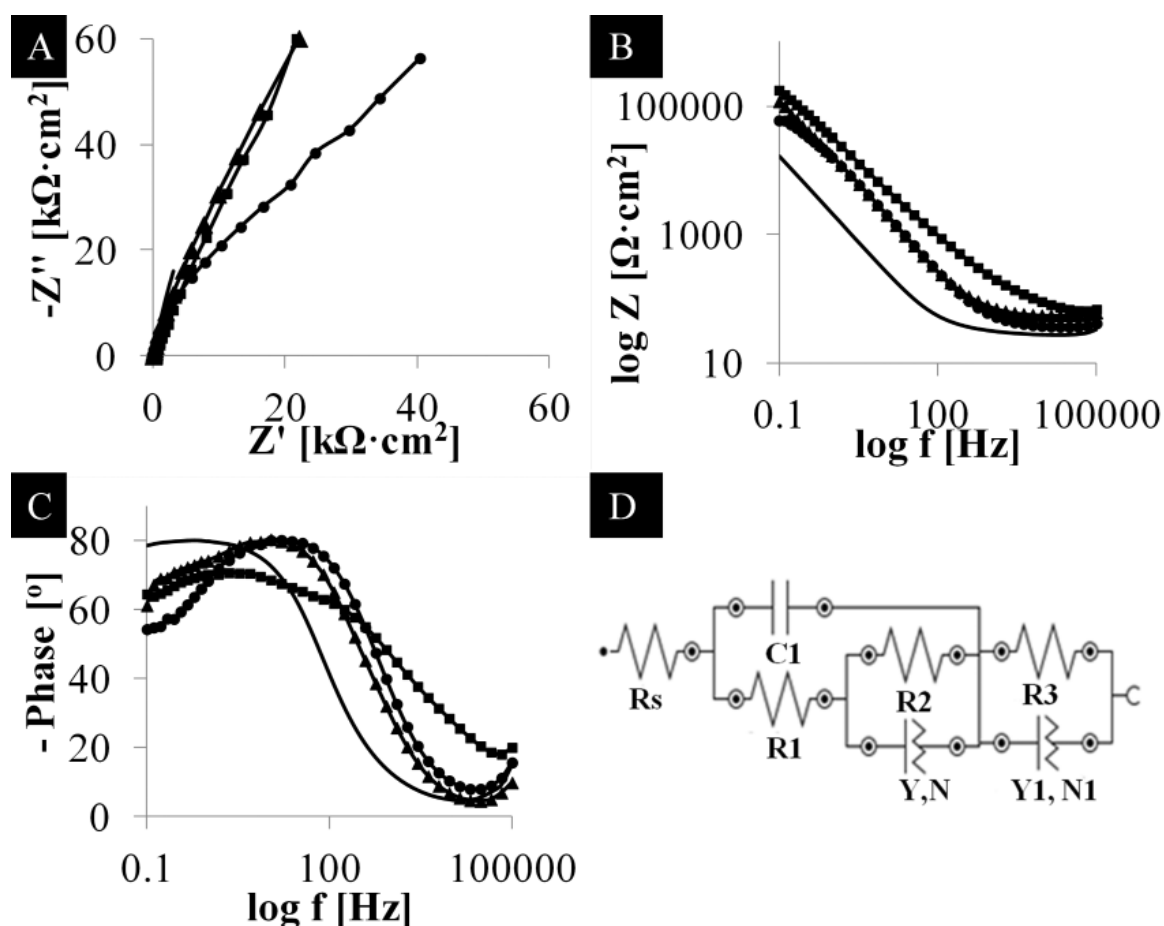 A
60
40
20
0
-Z'' [kΩ·cm²]
0 20 40 60
Z' [kΩ·cm²]
B
100000
1000
10
log Z [Ω·cm²]
0.1 100 100000
log f [Hz]
C
80
60
40
20
0
- Phase [º]
0.1 100 100000
log f [Hz]
D
C1
Rs
R2
R3
R1
Y,N
Y1, N1